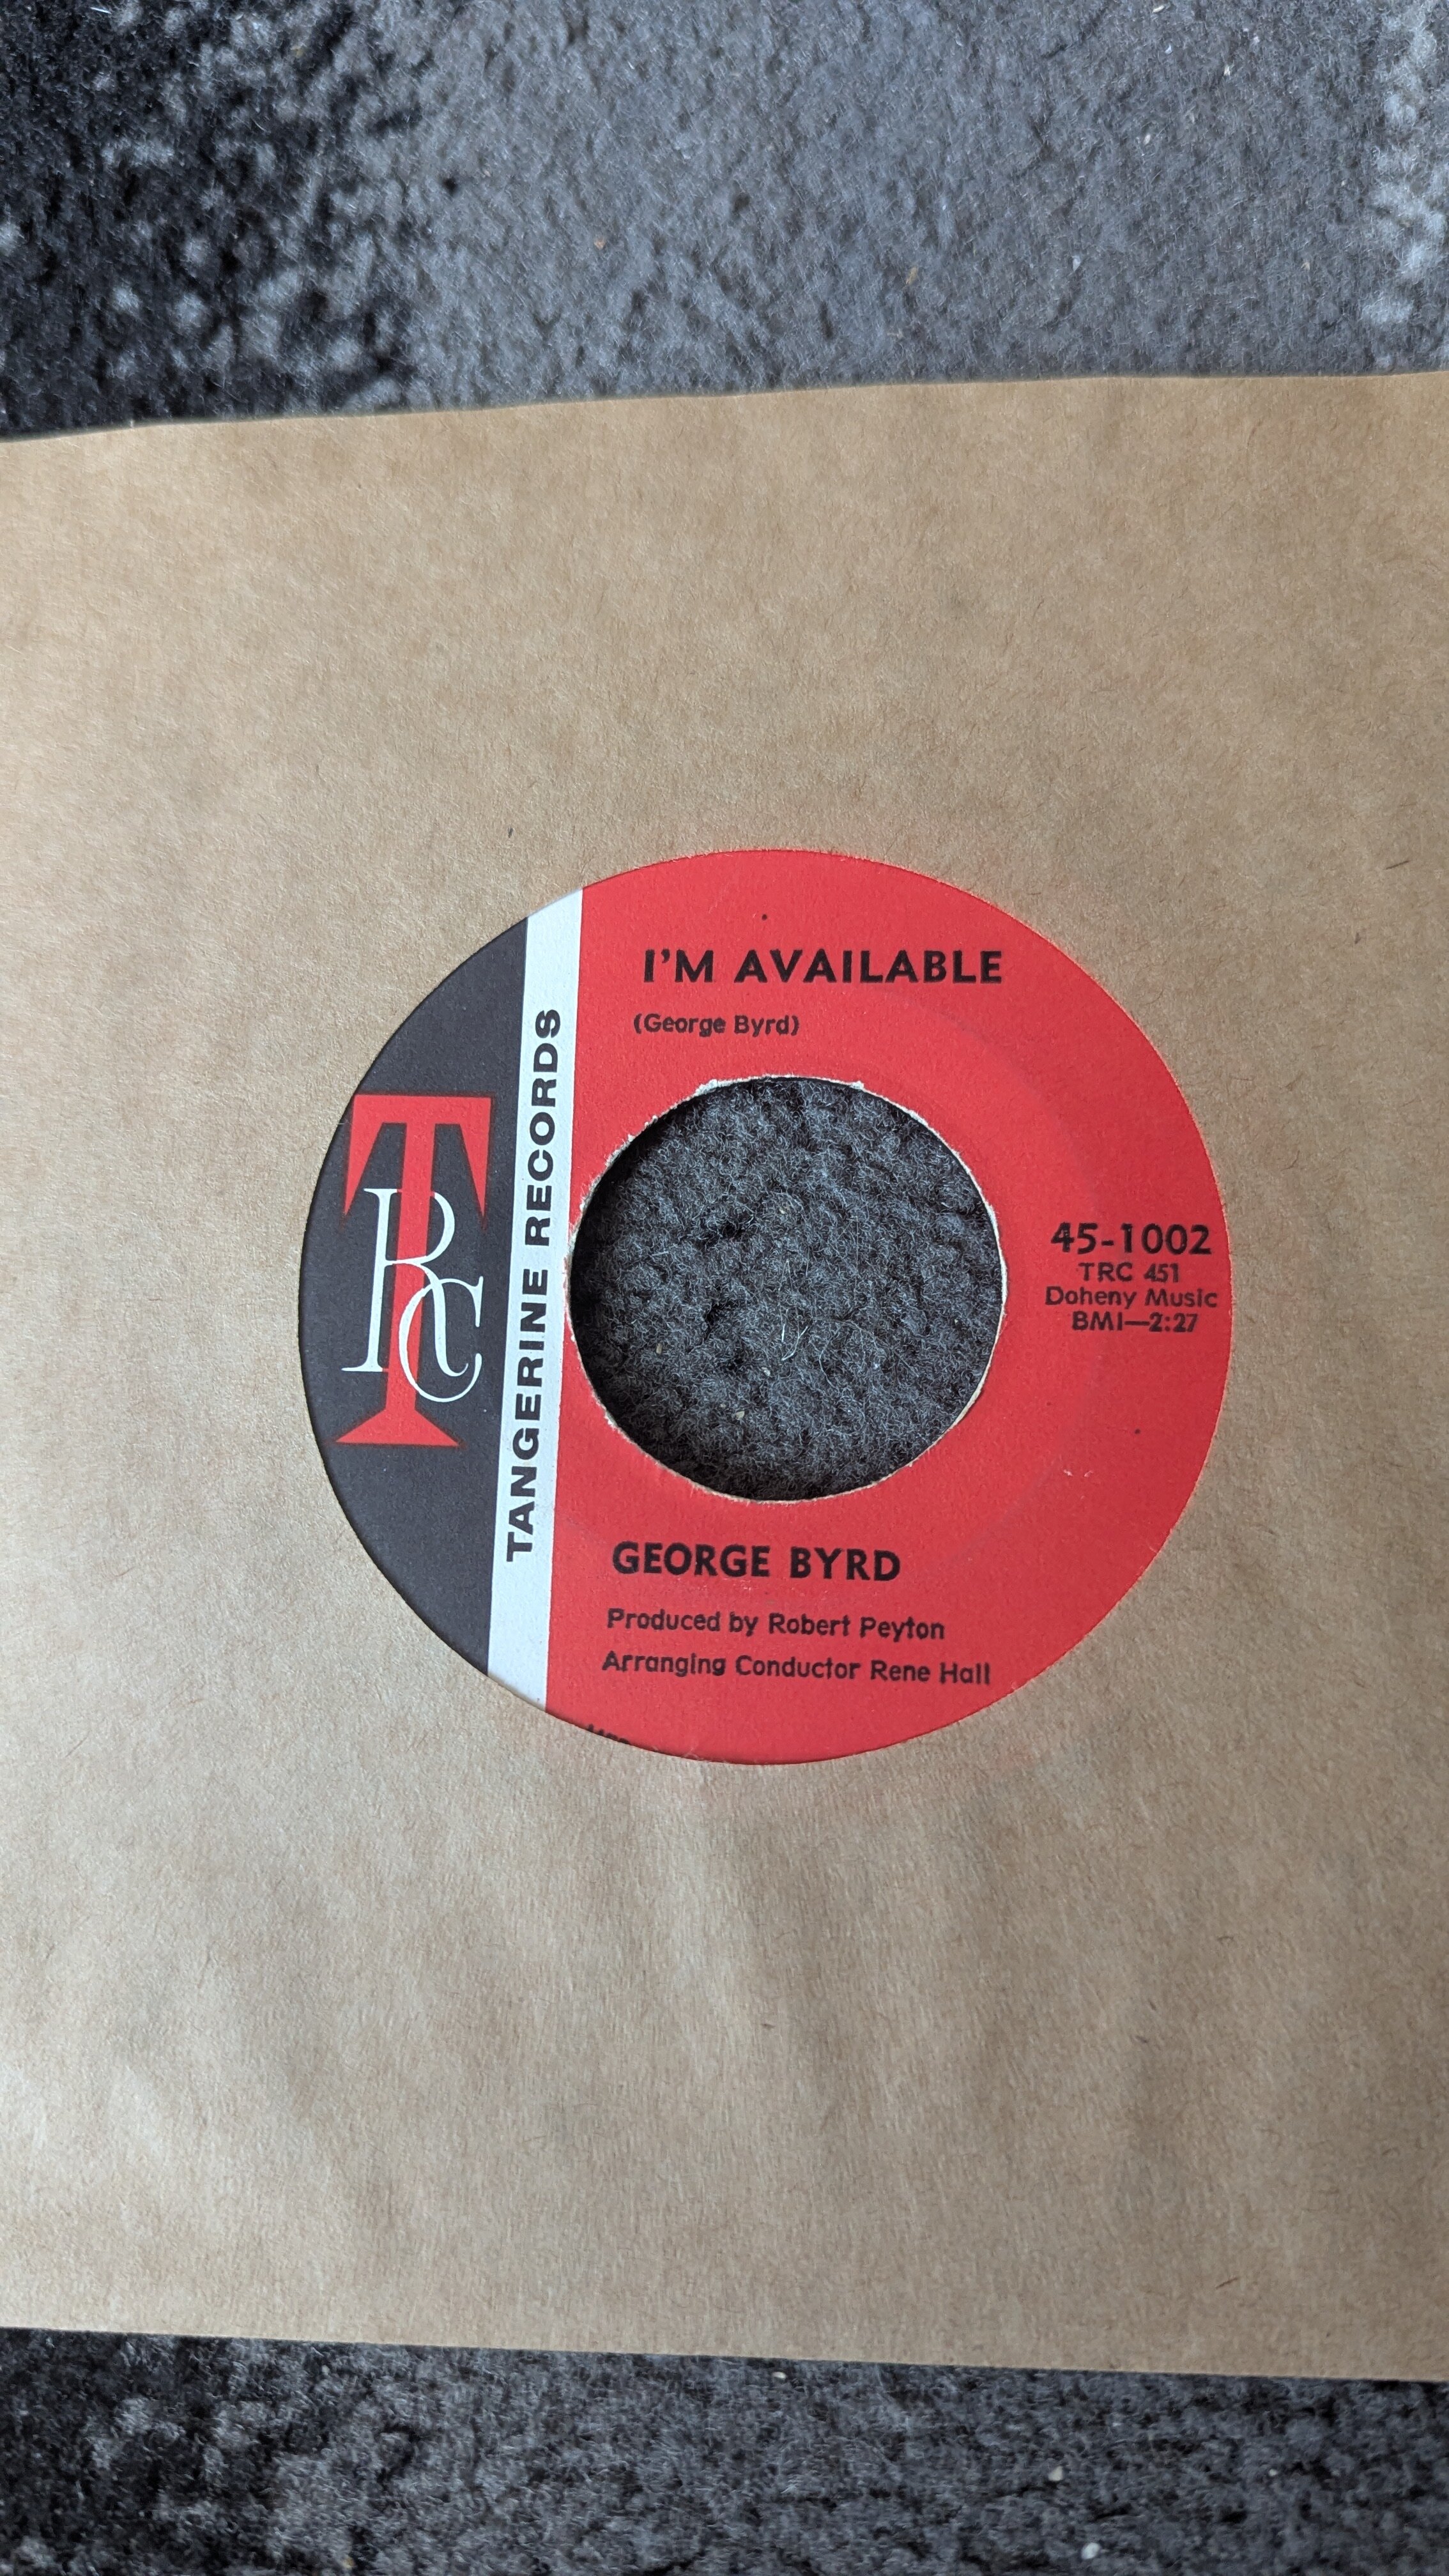 I'M AVAILABLE
(George Byrd)
TRC
TANGERINE RECORDS
45-1002
TRC 451
Doheny Music
BMI—2:27
GEORGE BYRD
Produced by Robert Peyton
Arranging Conductor Rene Hall